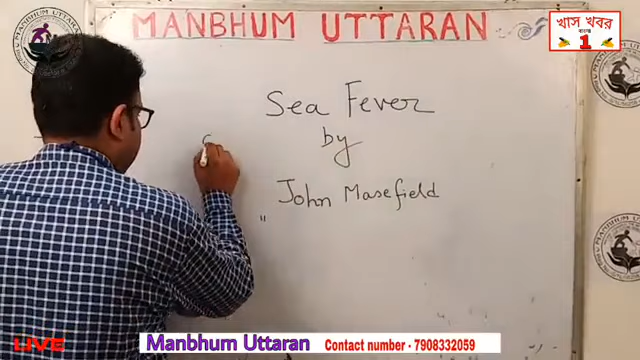 MANBHUM UTTARAN
খাস খবর
বাংলা
1
Sea Fever
by
John Masefield
"
LIVE
Manbhum Uttaran Contact number - 7908332059